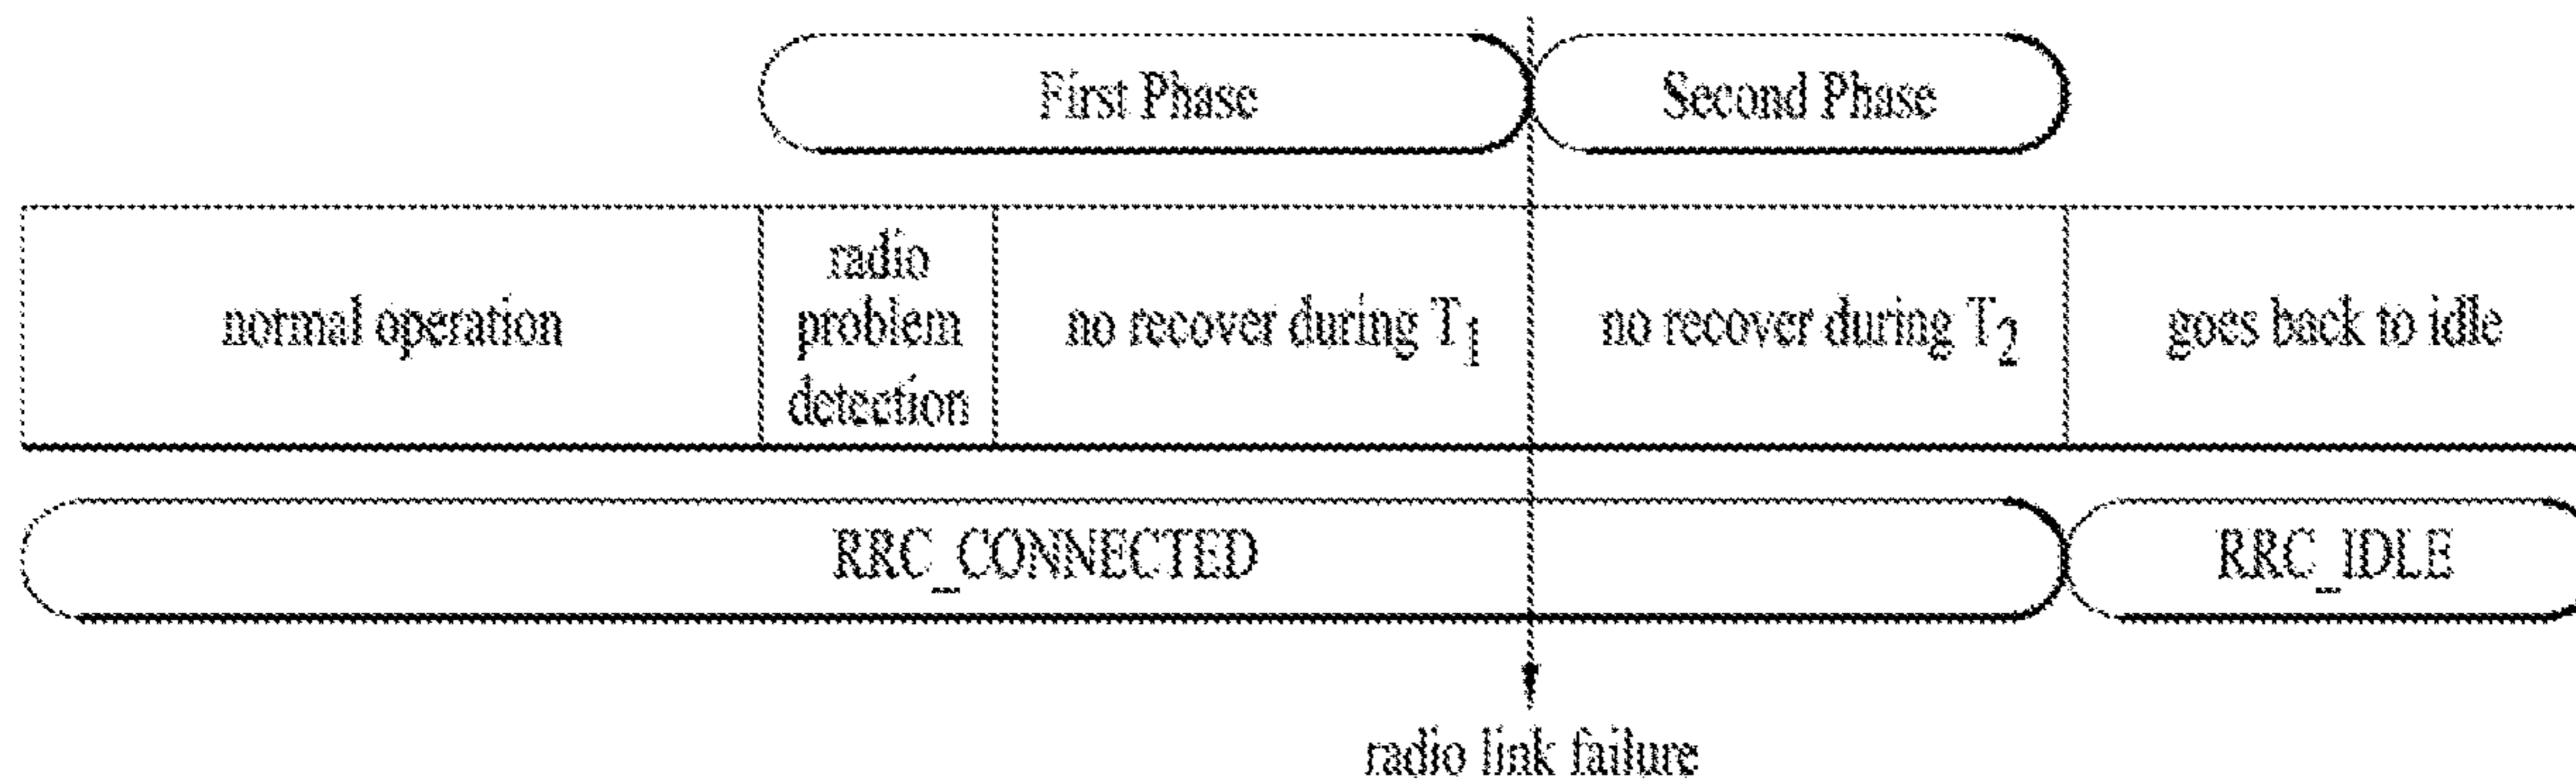 First Phase
Second Phase
normal operation
radio
problem
detection
no recover during T1
no recover during T2
goes back to idle
RRC_CONNECTED
RRC_IDLE
radio link failure